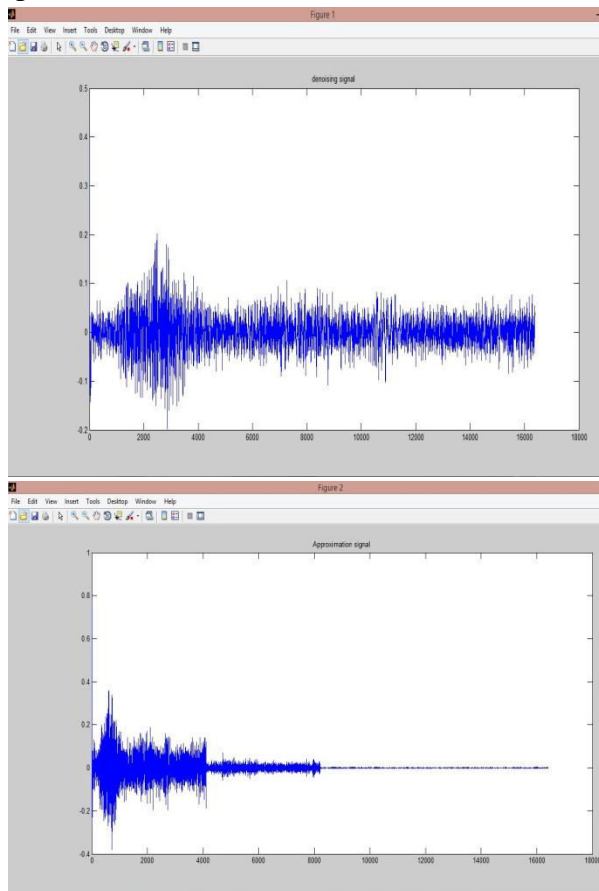 Figure 1
File Edit View Insert Tools Desktop Window Help
denoising signal
0.5
0.4
0.3
0.2
0.1
0
-0.1
-0.2
0 2000 4000 6000 8000 10000 12000 14000 16000 18000
Figure 2
File Edit View Insert Tools Desktop Window Help
Approximation signal
1
0.8
0.6
0.4
0.2
0
-0.2
-0.4
0 2000 4000 6000 8000 10000 12000 14000 16000 18000